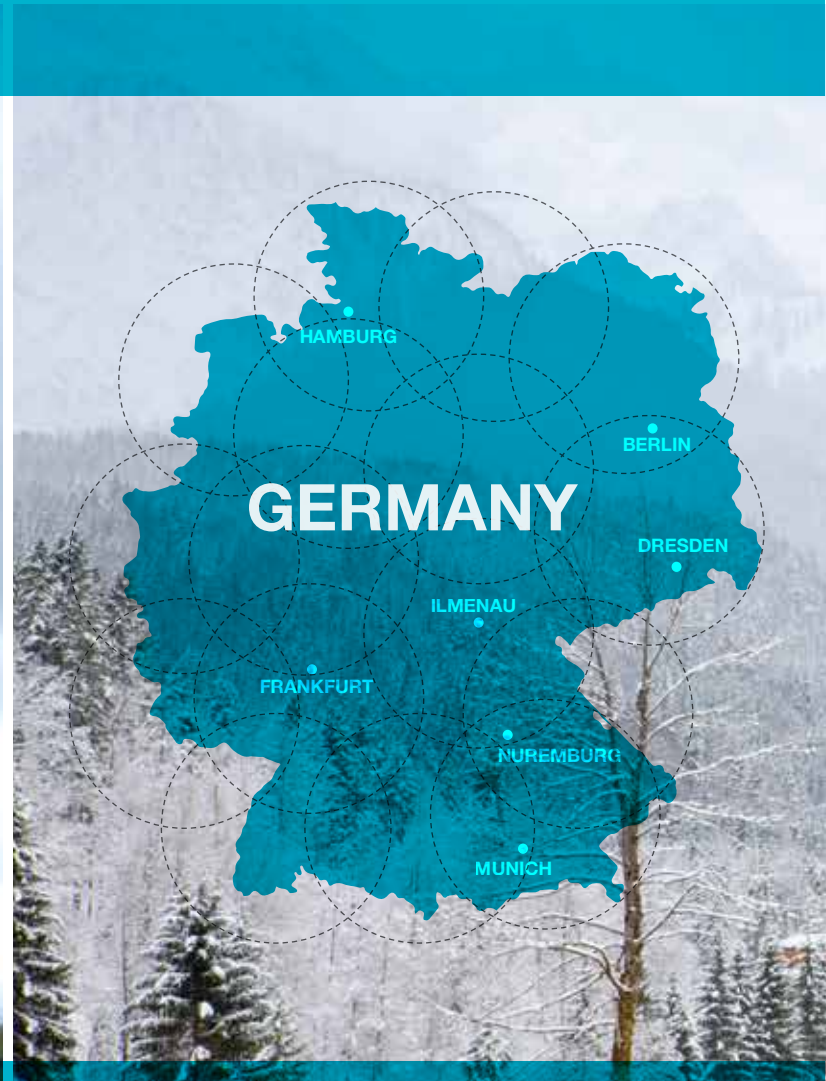 HAMBURG
BERLIN
GERMANY
DRESDEN
ILMENAU
FRANKFURT
NUREMBURG
MUNICH